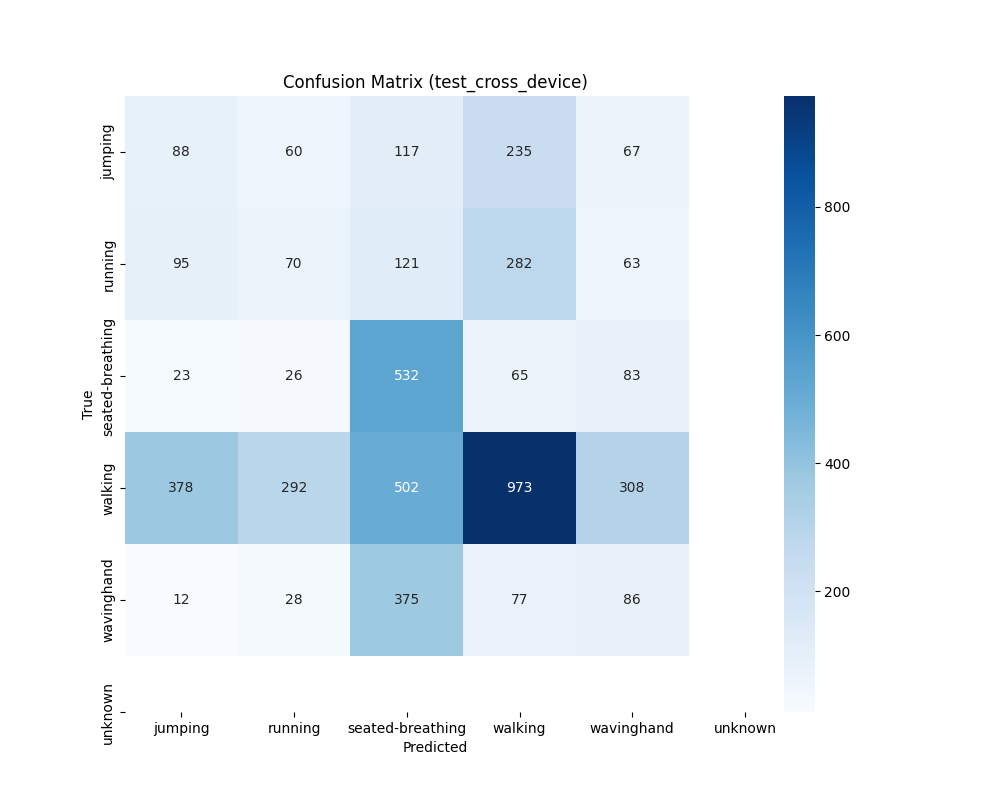 Confusion Matrix (test_cross_device)
True
jumping 88 60 117 235 67
running 95 70 121 282 63
seated-breathing 23 26 532 65 83
walking 378 292 502 973 308
wavinghand 12 28 375 77 86
unknown
jumping running seated-breathing walking wavinghand unknown
Predicted
800
600
400
200